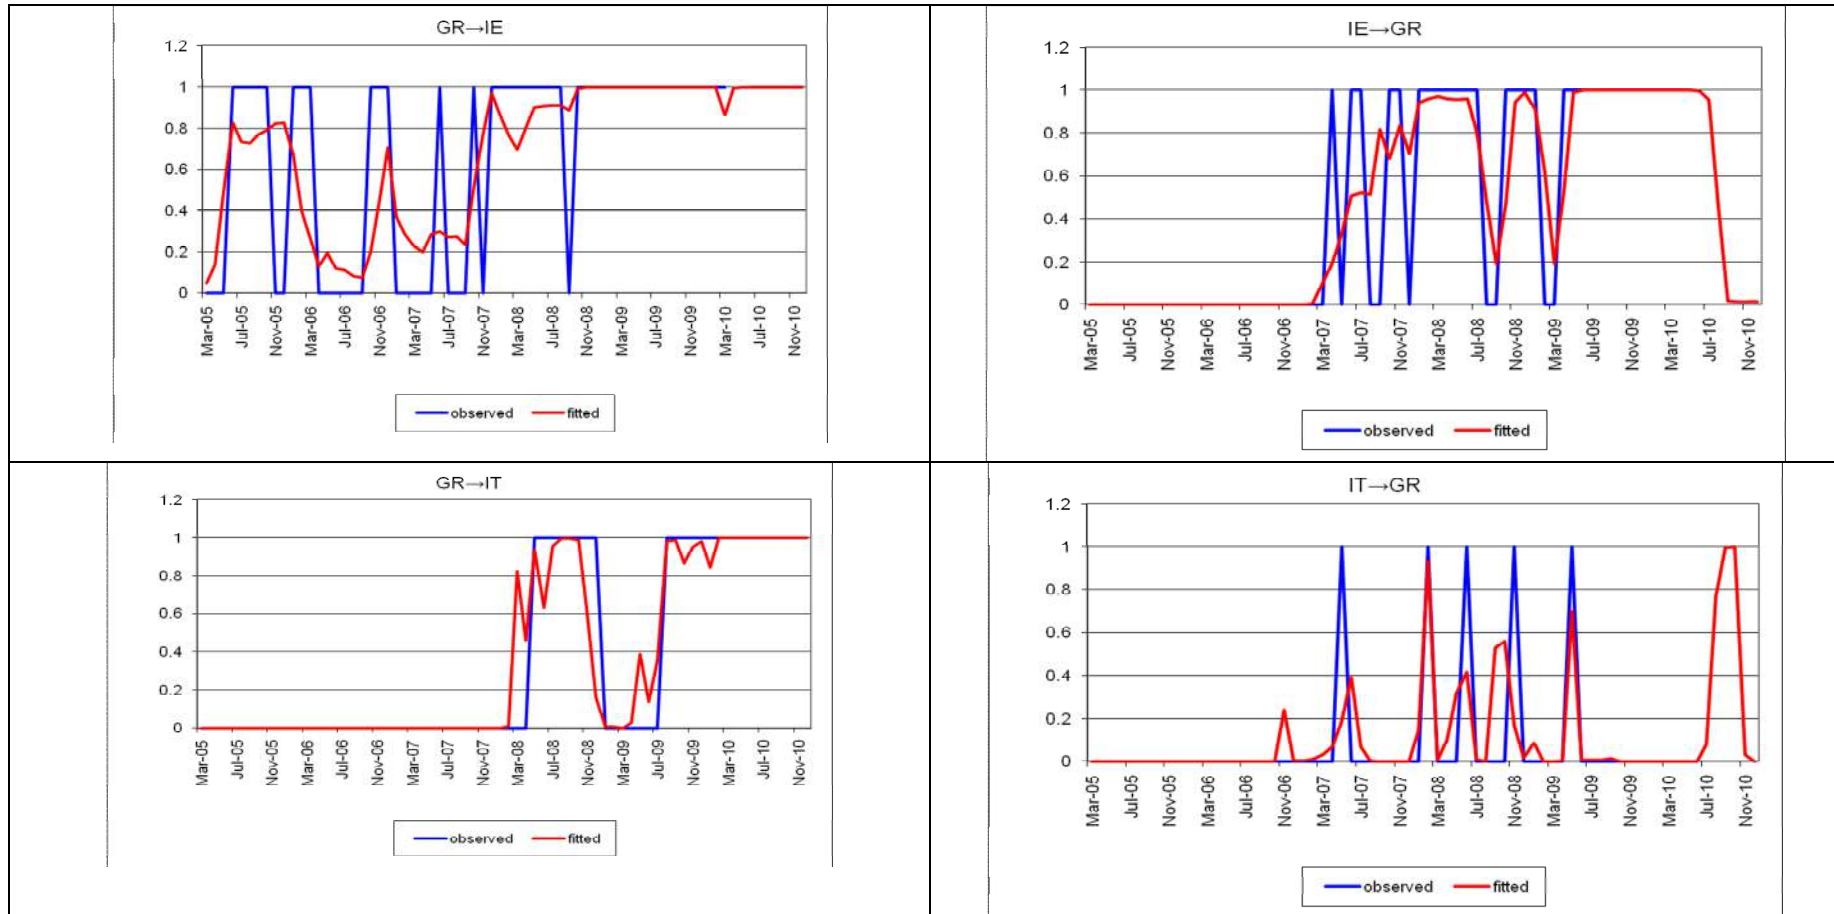 GR→IE
1.2
1
0.8
0.6
0.4
0.2
0
Mar-05 Jul-05 Nov-05 Mar-06 Jul-06 Nov-06 Mar-07 Jul-07 Nov-07 Mar-08 Jul-08 Nov-08 Mar-09 Jul-09 Nov-09 Mar-10 Jul-10 Nov-10
observed fitted
IE→GR
1.2
1
0.8
0.6
0.4
0.2
0
Mar-05 Jul-05 Nov-05 Mar-06 Jul-06 Nov-06 Mar-07 Jul-07 Nov-07 Mar-08 Jul-08 Nov-08 Mar-09 Jul-09 Nov-09 Mar-10 Jul-10 Nov-10
observed fitted
GR→IT
1.2
1
0.8
0.6
0.4
0.2
0
Mar-05 Jul-05 Nov-05 Mar-06 Jul-06 Nov-06 Mar-07 Jul-07 Nov-07 Mar-08 Jul-08 Nov-08 Mar-09 Jul-09 Nov-09 Mar-10 Jul-10 Nov-10
observed fitted
IT→GR
1.2
1
0.8
0.6
0.4
0.2
0
Mar-05 Jul-05 Nov-05 Mar-06 Jul-06 Nov-06 Mar-07 Jul-07 Nov-07 Mar-08 Jul-08 Nov-08 Mar-09 Jul-09 Nov-09 Mar-10 Jul-10 Nov-10
observed fitted